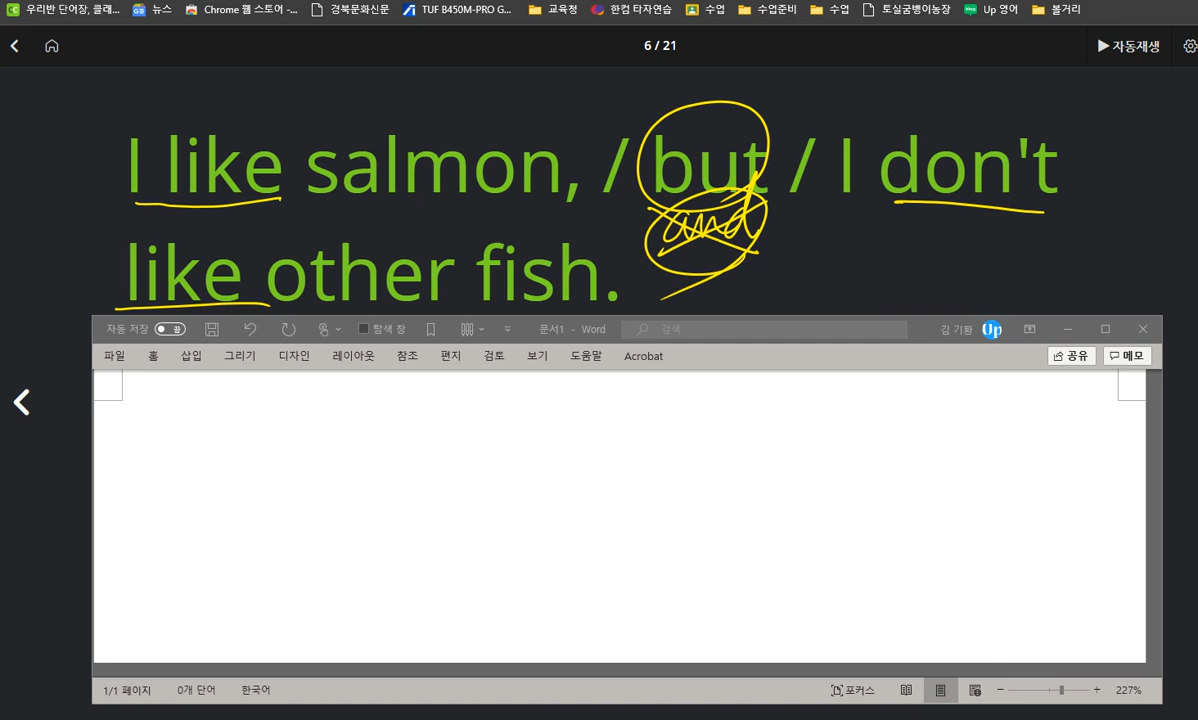 우리반 단어장, 클래... 뉴스 Chrome 웹 스토어 -... 경북문화신문 TUF B450M-PRO G... 교육청 한컴 타자연습 수업 수업준비 수업 토실굼벵이농장 Up 영어 볼거리
6 / 21 자동재생
I like salmon, / but / I don't
and
like other fish.
자동 저장 끔 탐색 창 문서1 - Word 검색 김 기환 Up
파일 홈 삽입 그리기 디자인 레이아웃 참조 편지 검토 보기 도움말 Acrobat 공유 메모
1/1 페이지 0개 단어 한국어 포커스 227%